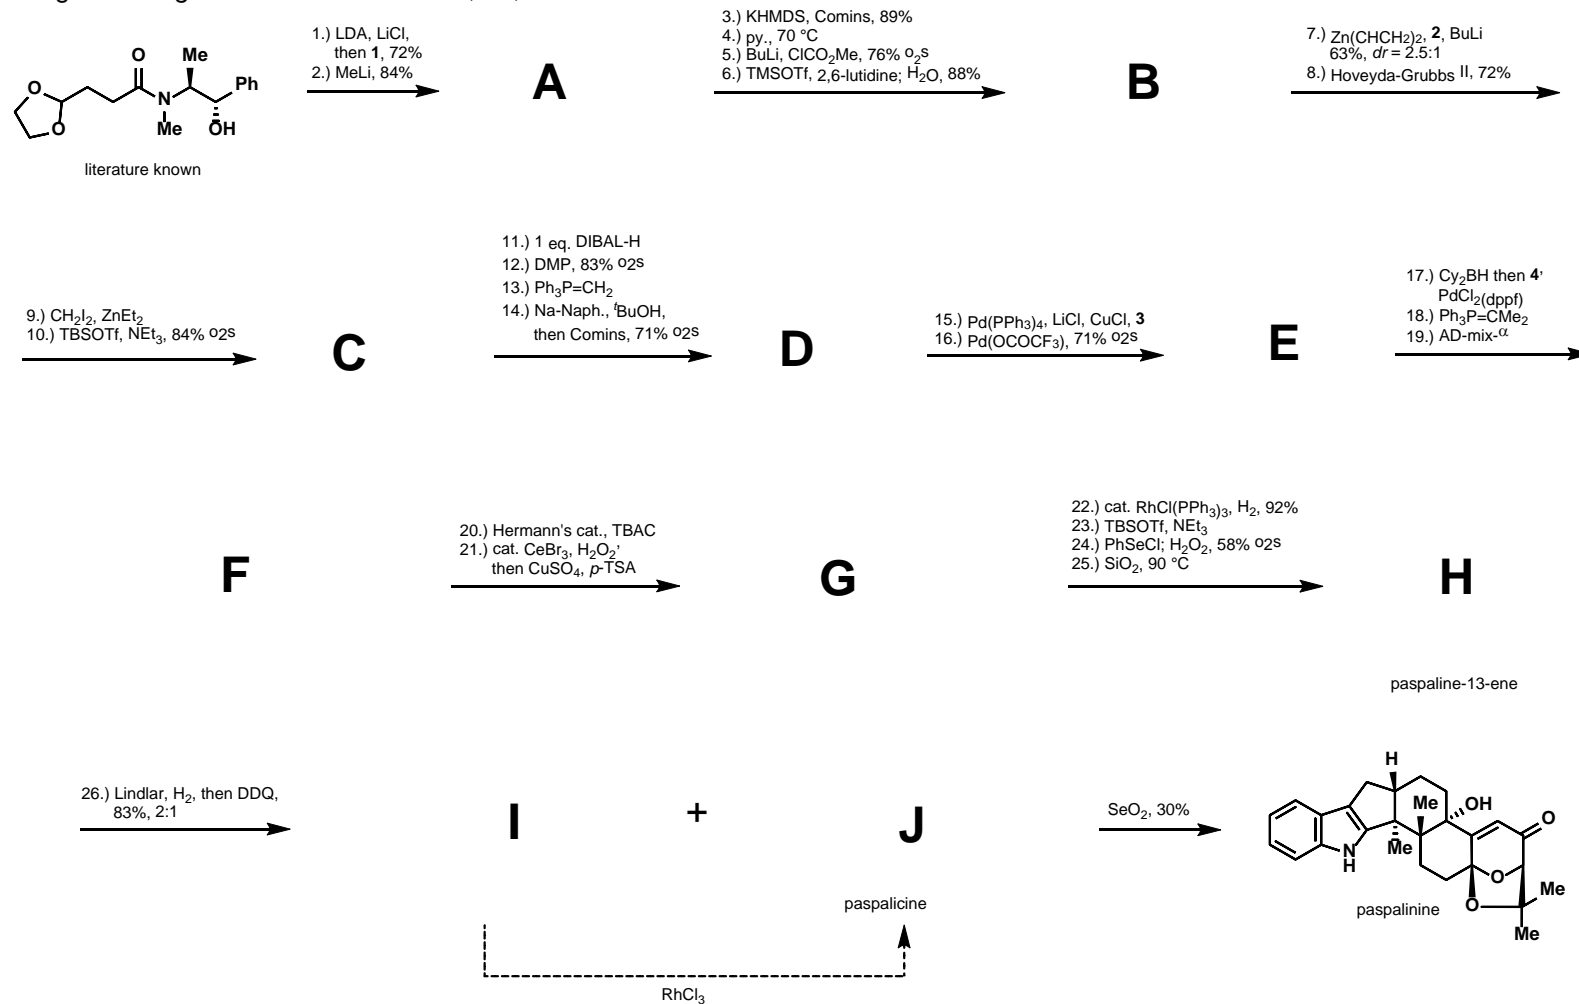 1.) LDA, LiCl,
then 1, 72%
2.) MeLi, 84%
3.) KHMDS, Comins, 89%
4.) py., 70 °C
5.) BuLi, ClCO2Me, 76% o2s
6.) TMSOTf, 2,6-lutidine; H2O, 88%
7.) Zn(CHCH2)2, 2, BuLi
63%, dr = 2.5:1
8.) Hoveyda-Grubbs II, 72%
O
Me
O
Ph
N
O
Me
OH
A
B
literature known
9.) CH2I2, ZnEt2
10.) TBSOTf, NEt3, 84% o2s
C
11.) 1 eq. DIBAL-H
12.) DMP, 83% o2s
13.) Ph3P=CH2
14.) Na-Naph., tBuOH,
then Comins, 71% o2s
D
15.) Pd(PPh3)4, LiCl, CuCl, 3
16.) Pd(OCOCF3), 71% o2s
E
17.) Cy2BH then 4,
PdCl2(dppf)
18.) Ph3P=CMe2
19.) AD-mix-α
F
20.) Hermann's cat., TBAC
21.) cat. CeBr3, H2O2,
then CuSO4, p-TSA
G
22.) cat. RhCl(PPh3)3, H2, 92%
23.) TBSOTf, NEt3
24.) PhSeCl; H2O2, 58% o2s
25.) SiO2, 90 °C
H
paspaline-13-ene
26.) Lindlar, H2, then DDQ,
83%, 2:1
I
+
J
paspalicine
RhCl3
SeO2, 30%
H
Me
OH
O
N
H
Me
O
O
Me
Me
paspalinine